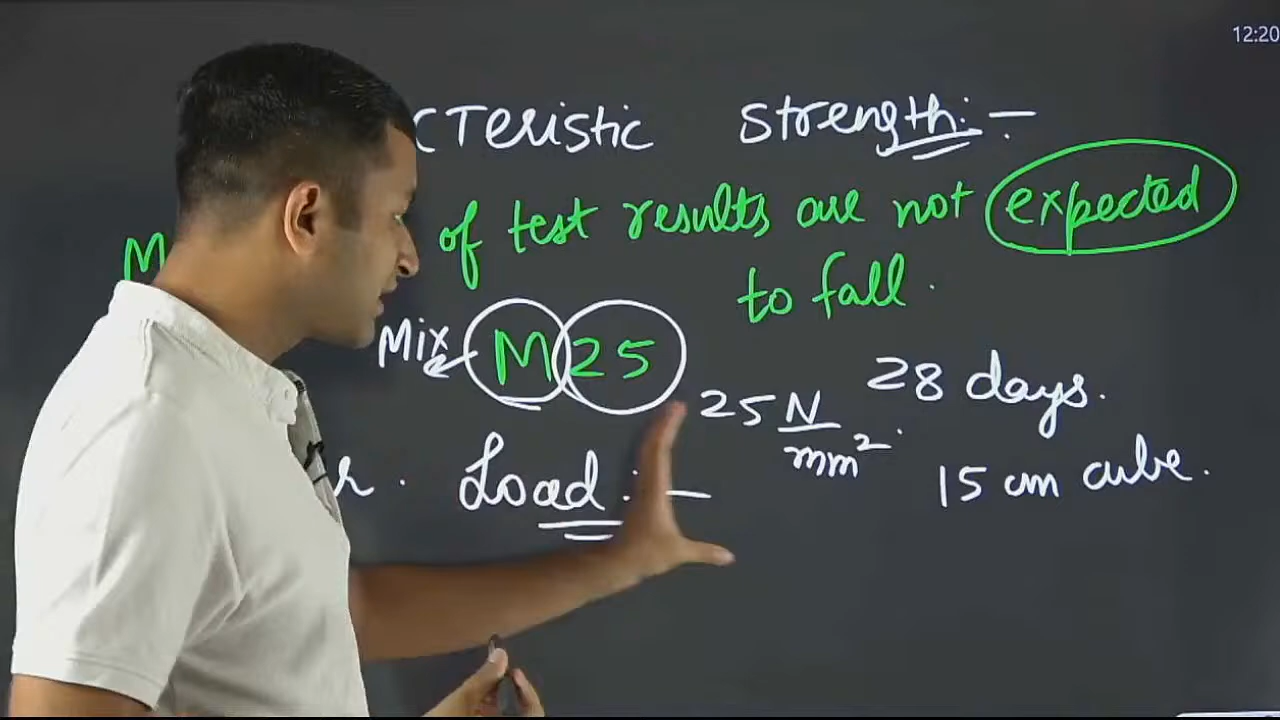 12:20
cTeristic Strength:-
M of test results are not expected
to fall.
Mix M25
25 N/mm² 28 days.
r. Load:- 15 cm cube.